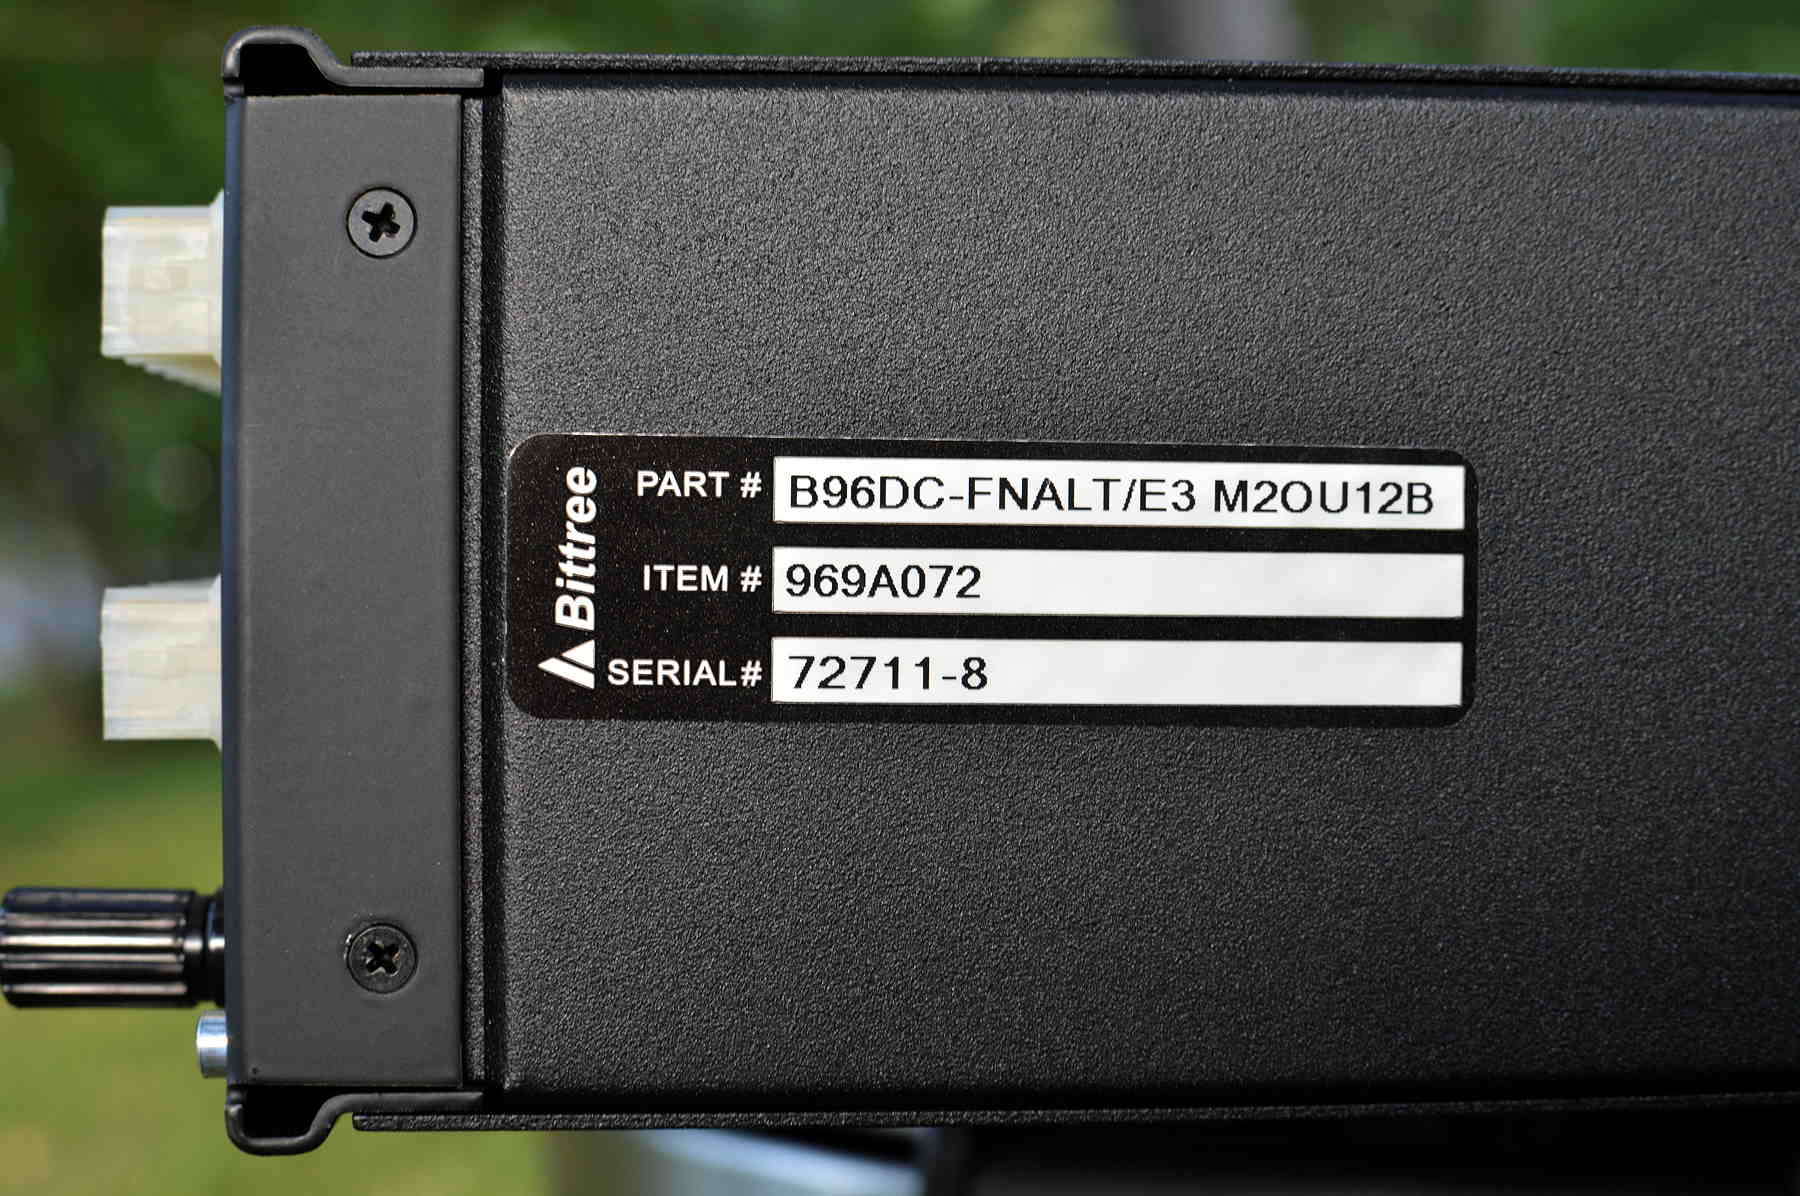 Bittree
PART # B96DC-FNALT/E3 M2OU12B
ITEM # 969A072
SERIAL# 72711-8